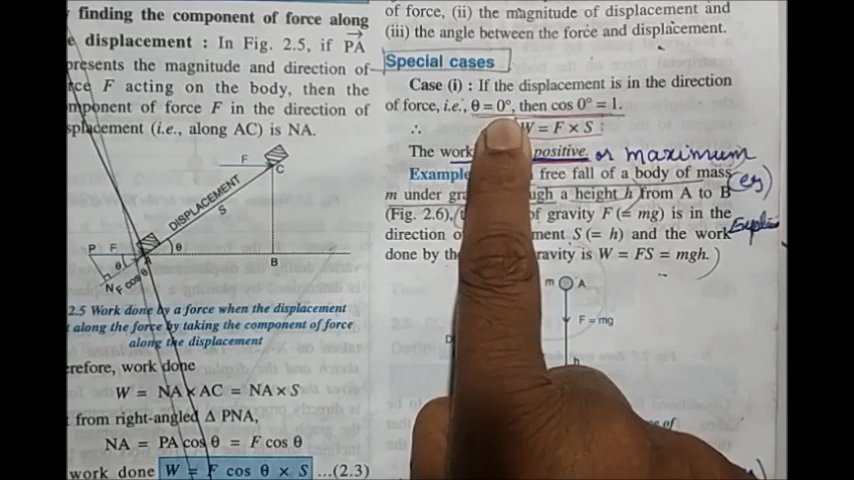 finding the component of force along
displacement : In Fig. 2.5, if PA
presents the magnitude and direction of
F acting on the body, then the
mponent of force F in the direction of
splacement (i.e., along AC) is NA.
F
C
DISPLACEMENT
S
P F
θ
A
θ
N
F cos θ
B
2.5 Work done by a force when the displacement
along the force by taking the component of force
along the displacement
erefore, work done
W = NA × AC = NA × S
from right-angled Δ PNA,
NA = PA cos θ = F cos θ
work done W = F cos θ × S ...(2.3)
of force, (ii) the magnitude of displacement and
(iii) the angle between the force and displacement.
Special cases
Case (i) : If the displacement is in the direction
of force, i.e., θ = 0°, then cos 0° = 1.
∴ W = F × S
The work positive. or maximum
Example free fall of a body of mass (eg)
m under gra ugh a height h from A to B
(Fig. 2.6), of gravity F (= mg) is in the
direction o ment S (= h) and the work
done by the ravity is W = FS = mgh.
m A
F = mg
h
of